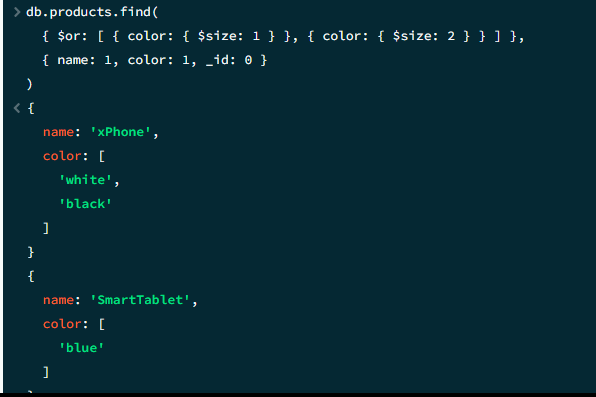 > db.products.find(
{ $or: [ { color: { $size: 1 } }, { color: { $size: 2 } } ] },
{ name: 1, color: 1, _id: 0 }
)
< {
name: 'xPhone',
color: [
'white',
'black'
]
}
{
name: 'SmartTablet',
color: [
'blue'
]